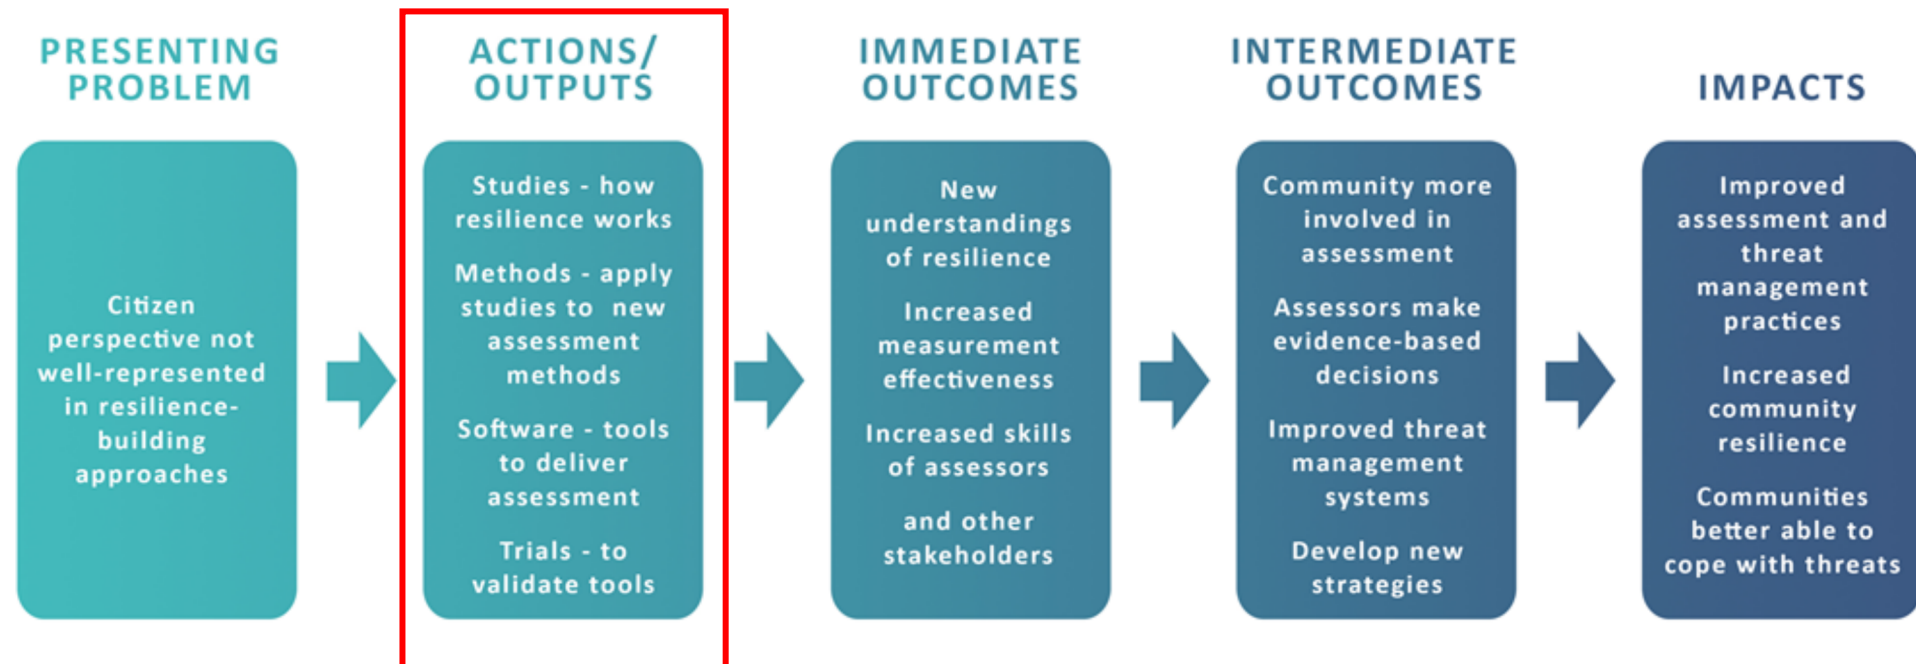 PRESENTING
PROBLEM
Citizen
perspective not
well-represented
in resilience-
building
approaches
ACTIONS/
OUTPUTS
Studies - how
resilience works
Methods - apply
studies to new
assessment
methods
Software - tools
to deliver
assessment
Trials - to
validate tools
IMMEDIATE
OUTCOMES
New
understandings
of resilience
Increased
measurement
effectiveness
Increased skills
of assessors
and other
stakeholders
INTERMEDIATE
OUTCOMES
Community more
involved in
assessment
Assessors make
evidence-based
decisions
Improved threat
management
systems
Develop new
strategies
IMPACTS
Improved
assessment and
threat
management
practices
Increased
community
resilience
Communities
better able to
cope with threats